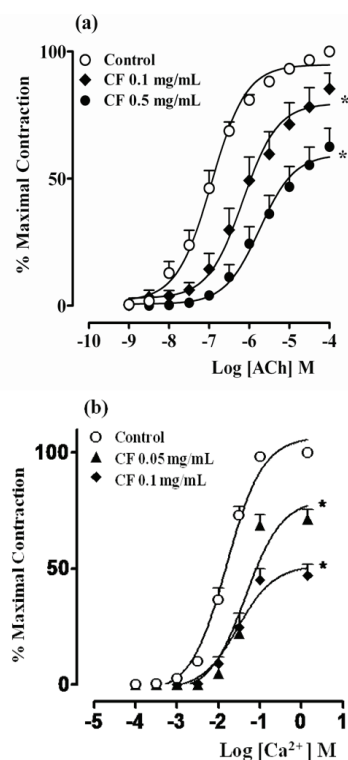 (a)
Control
CF 0.1 mg/mL
CF 0.5 mg/mL
100
50
0
% Maximal Contraction
*
*
-10 -9 -8 -7 -6 -5 -4
Log [ACh] M
(b)
Control
CF 0.05 mg/mL
CF 0.1 mg/mL
100
50
0
% Maximal Contraction
*
*
-5 -4 -3 -2 -1 0 1
Log [Ca²⁺] M